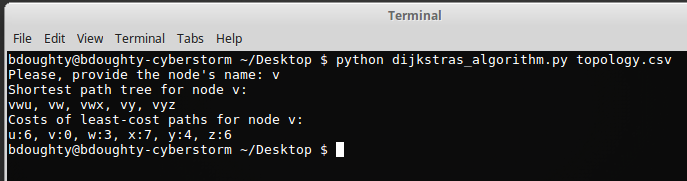 Terminal
File Edit View Terminal Tabs Help
bdoughty@bdoughty-cyberstorm ~/Desktop $ python dijkstras_algorithm.py topology.csv
Please, provide the node's name: v
Shortest path tree for node v:
vwu, vw, vwx, vy, vyz
Costs of least-cost paths for node v:
u:6, v:0, w:3, x:7, y:4, z:6
bdoughty@bdoughty-cyberstorm ~/Desktop $